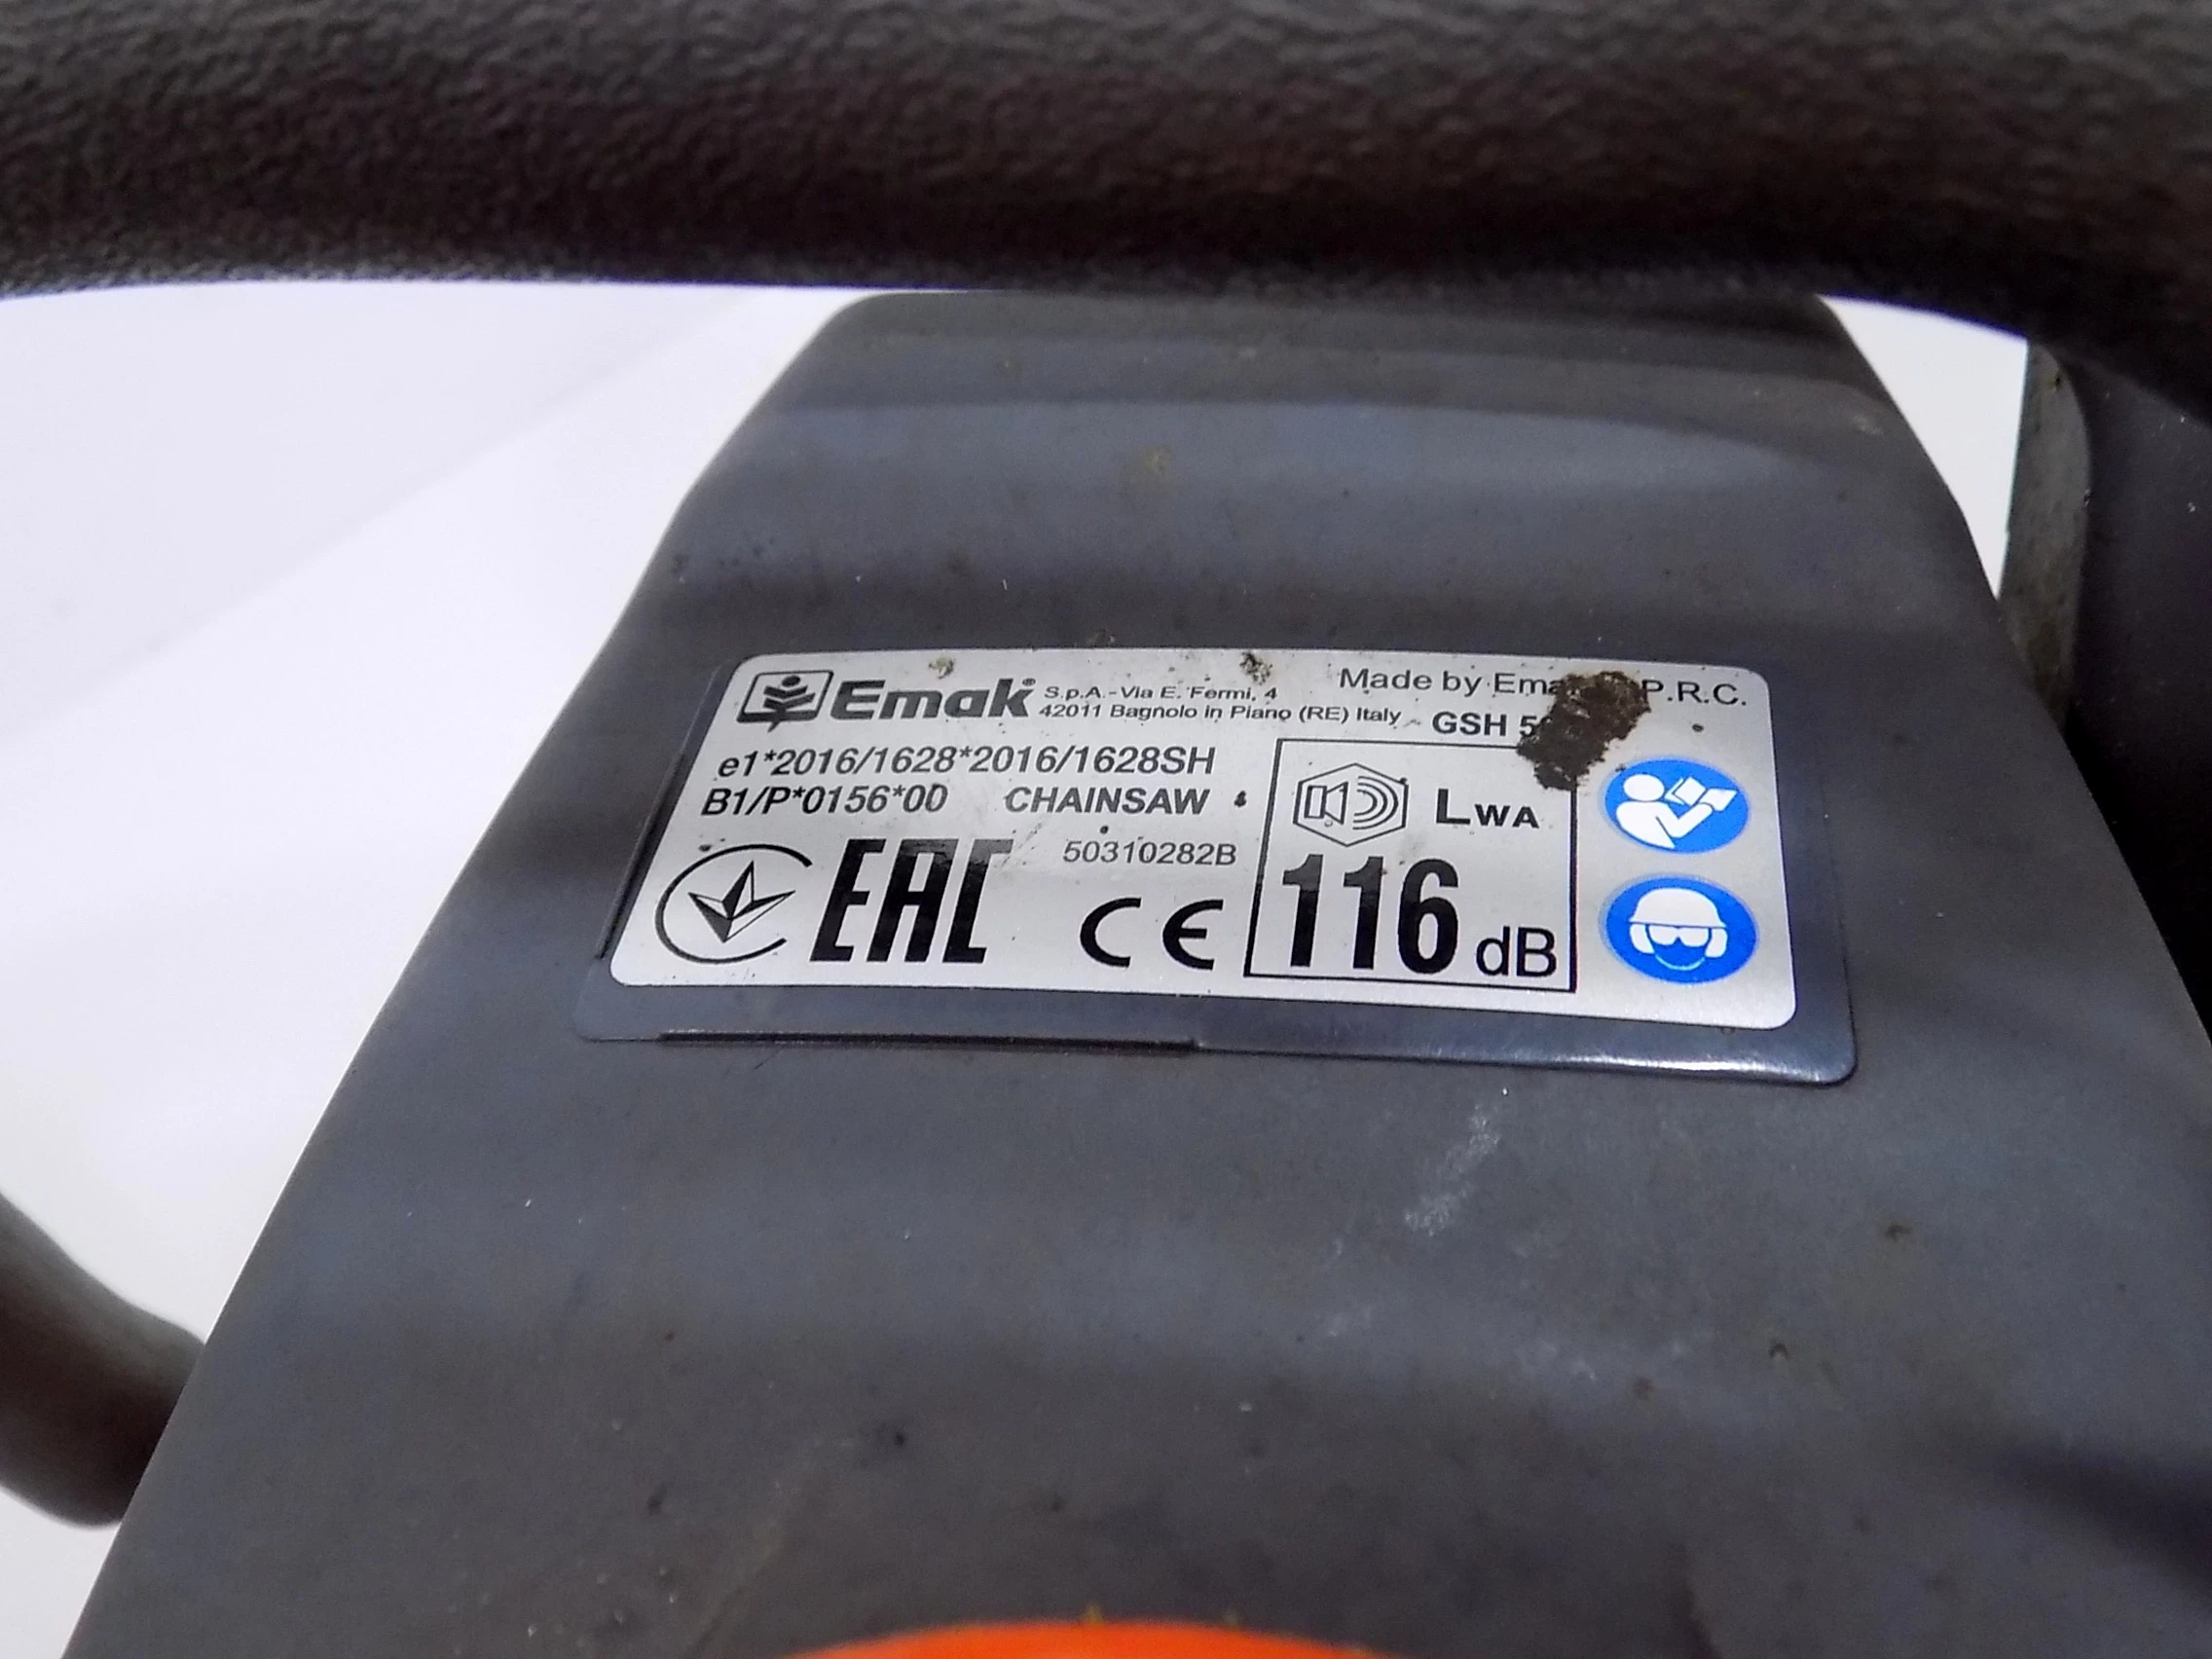 Emak® S.p.A. - Via E. Fermi, 4
42011 Bagnolo in Piano (RE) Italy
Made by P.R.C.
GSH
e1*2016/1628*2016/1628SH
B1/P*0156*00 CHAINSAW
50310282B
EAC CE
LWA
116 dB